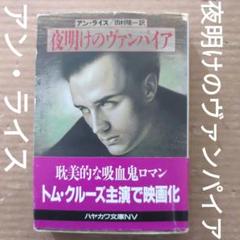 夜明けのヴァンパイア
アン・ライス
アン・ライス/田村隆一訳
夜明けのヴァンパイア
耽美的な吸血鬼ロマン
トム・クルーズ主演で映画化
ハヤカワ文庫NV